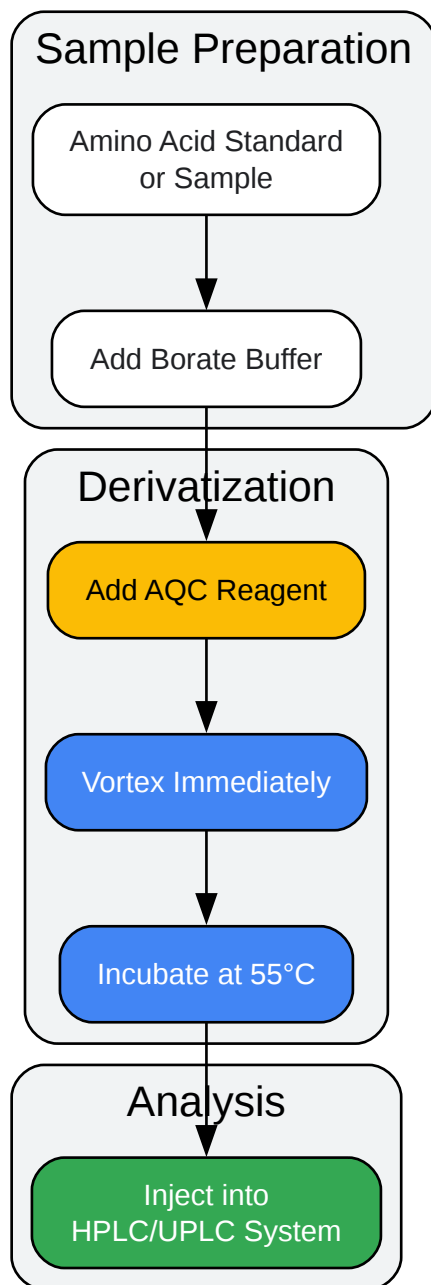 Sample Preparation
Amino Acid Standard
or Sample
Add Borate Buffer
Derivatization
Add AQC Reagent
Vortex Immediately
Incubate at 55°C
Analysis
Inject into
HPLC/UPLC System